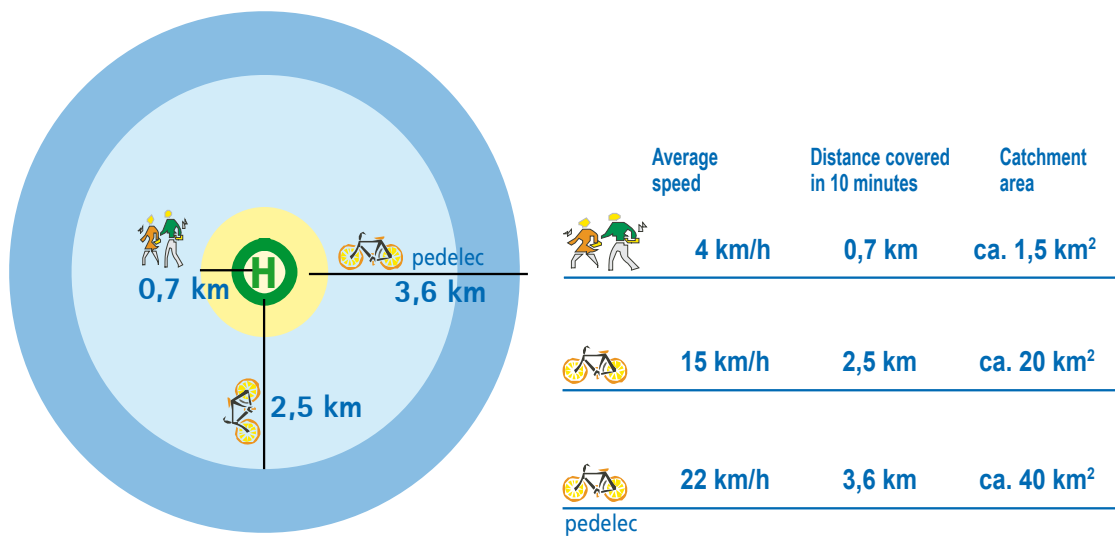 H
0,7 km
pedelec
3,6 km
2,5 km
Average speed
Distance covered in 10 minutes
Catchment area
4 km/h 0,7 km ca. 1,5 km²
15 km/h 2,5 km ca. 20 km²
22 km/h 3,6 km ca. 40 km²
pedelec